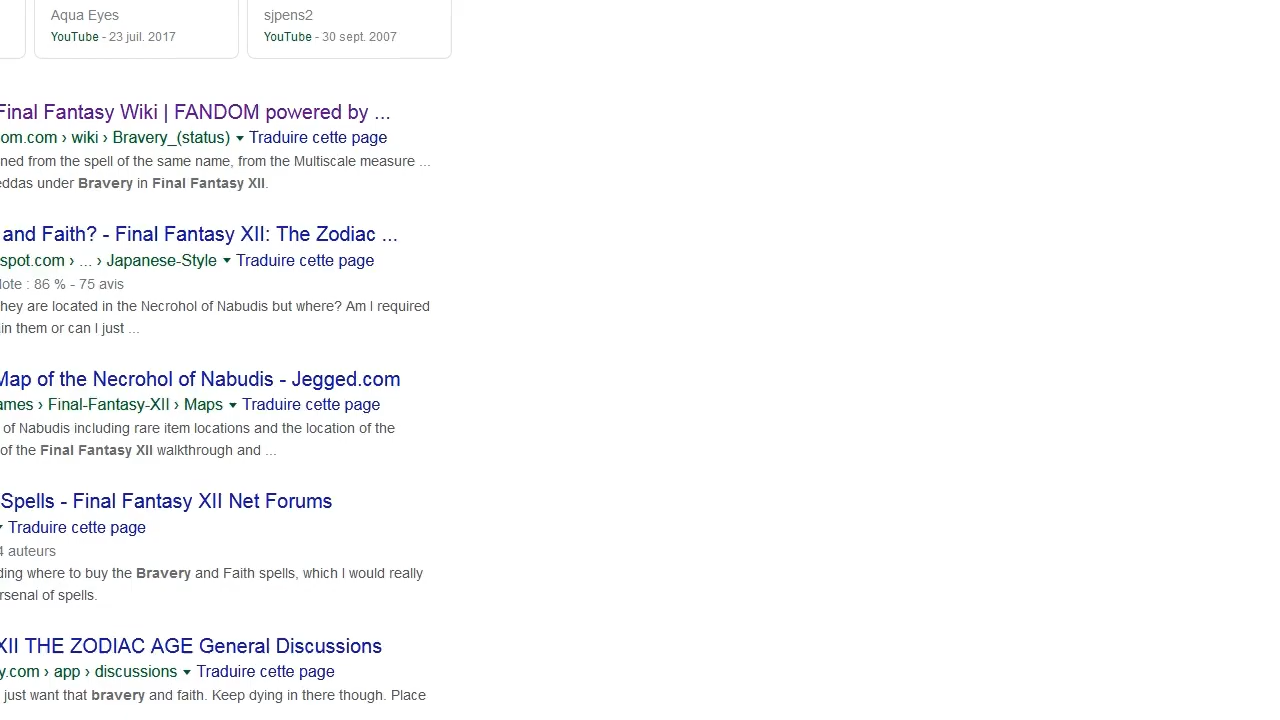 Aqua Eyes
YouTube - 23 juil. 2017
sjpens2
YouTube - 30 sept. 2007
Final Fantasy Wiki | FANDOM powered by ...
om.com › wiki › Bravery_(status) ▾ Traduire cette page
ned from the spell of the same name, from the Multiscale measure ...
eddas under Bravery in Final Fantasy XII.
and Faith? - Final Fantasy XII: The Zodiac ...
spot.com › ... › Japanese-Style ▾ Traduire cette page
Note : 86 % - 75 avis
hey are located in the Necrohol of Nabudis but where? Am I required
in them or can I just ...
Map of the Necrohol of Nabudis - Jegged.com
ames › Final-Fantasy-XII › Maps ▾ Traduire cette page
of Nabudis including rare item locations and the location of the
of the Final Fantasy XII walkthrough and ...
Spells - Final Fantasy XII Net Forums
▾ Traduire cette page
4 auteurs
ding where to buy the Bravery and Faith spells, which I would really
rsenal of spells.
XII THE ZODIAC AGE General Discussions
y.com › app › discussions ▾ Traduire cette page
just want that bravery and faith. Keep dying in there though. Place